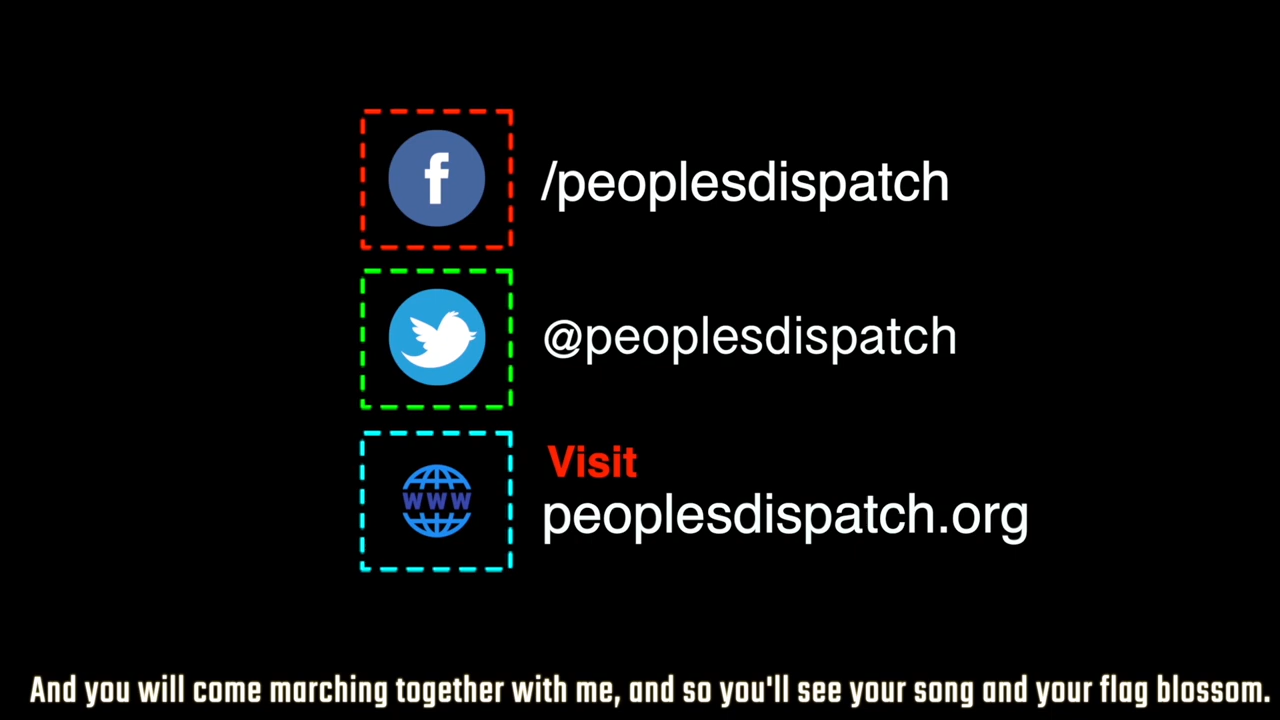 f
/peoplesdispatch
@peoplesdispatch
Visit
www
peoplesdispatch.org
And you will come marching together with me, and so you'll see your song and your flag blossom.